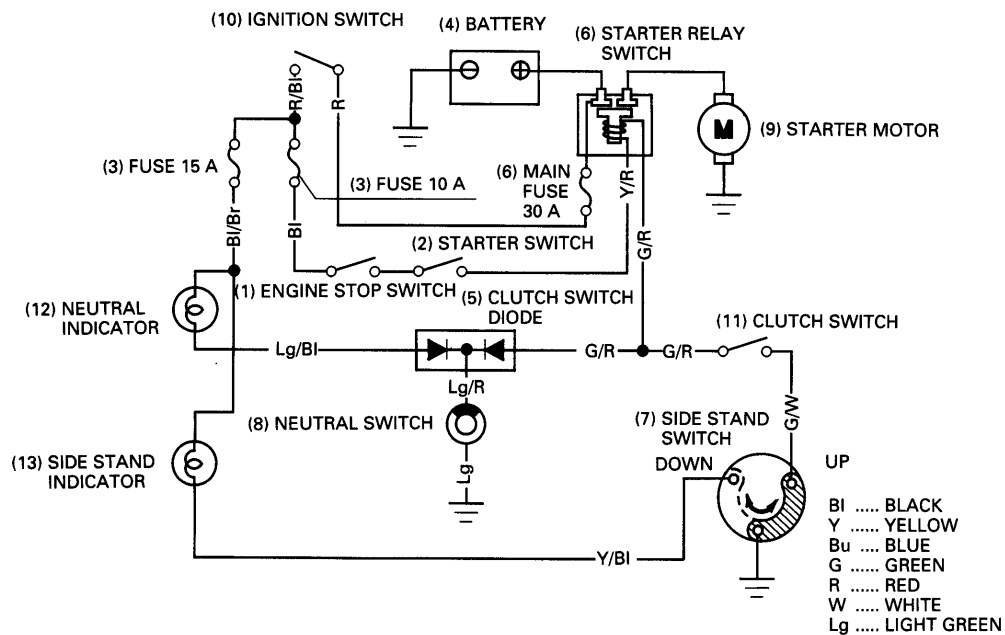 (10) IGNITION SWITCH
(4) BATTERY
(6) STARTER RELAY
SWITCH
R/Bl
R
M
(9) STARTER MOTOR
(3) FUSE 15 A
(3) FUSE 10 A
(6) MAIN
FUSE
30 A
Y/R
G/R
Bl/Br
Bl
(2) STARTER SWITCH
(1) ENGINE STOP SWITCH
(12) NEUTRAL
INDICATOR
(5) CLUTCH SWITCH
DIODE
(11) CLUTCH SWITCH
Lg/Bl
G/R
G/R
Lg/R
G/W
(8) NEUTRAL SWITCH
(7) SIDE STAND
SWITCH
DOWN
UP
(13) SIDE STAND
INDICATOR
Lg
Y/Bl
Bl ..... BLACK
Y ...... YELLOW
Bu .... BLUE
G ...... GREEN
R ..... RED
W ..... WHITE
Lg ..... LIGHT GREEN